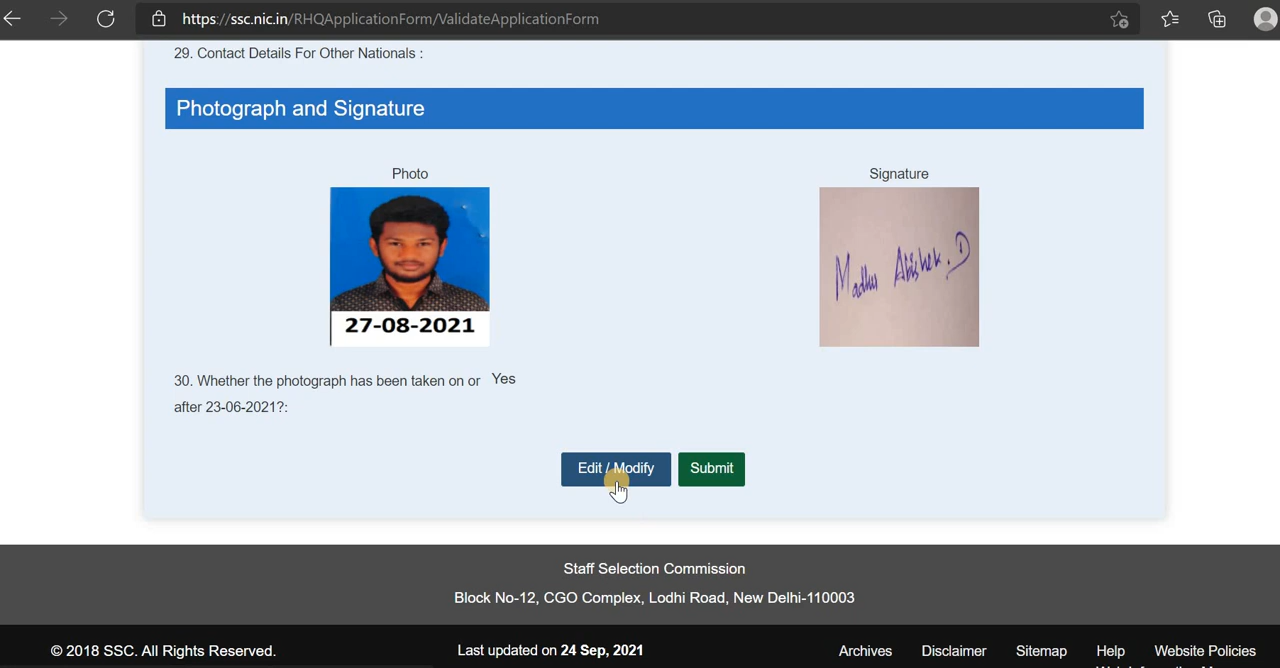 https://ssc.nic.in/RHQApplicationForm/ValidateApplicationForm
29. Contact Details For Other Nationals :
Photograph and Signature
Photo
Signature
27-08-2021
Madhu Abishek. D
30. Whether the photograph has been taken on or Yes
after 23-06-2021?:
Edit / Modify Submit
Staff Selection Commission
Block No-12, CGO Complex, Lodhi Road, New Delhi-110003
© 2018 SSC. All Rights Reserved. Last updated on 24 Sep, 2021 Archives Disclaimer Sitemap Help Website Policies